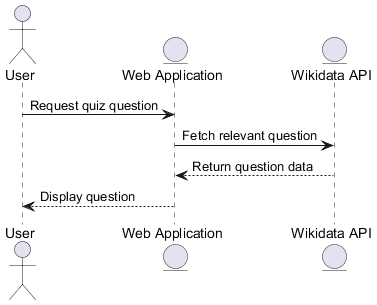 User Web Application Wikidata API
Request quiz question
Fetch relevant question
Return question data
Display question
User Web Application Wikidata API